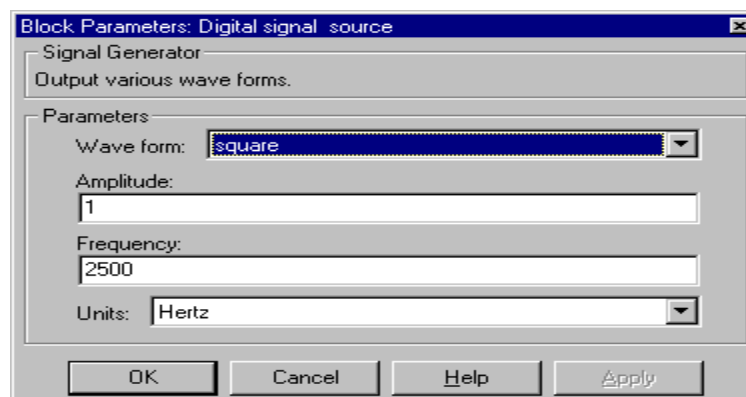 Block Parameters: Digital signal source
Signal Generator
Output various wave forms.
Parameters
Wave form: square
Amplitude:
1
Frequency:
2500
Units: Hertz
OK Cancel Help Apply